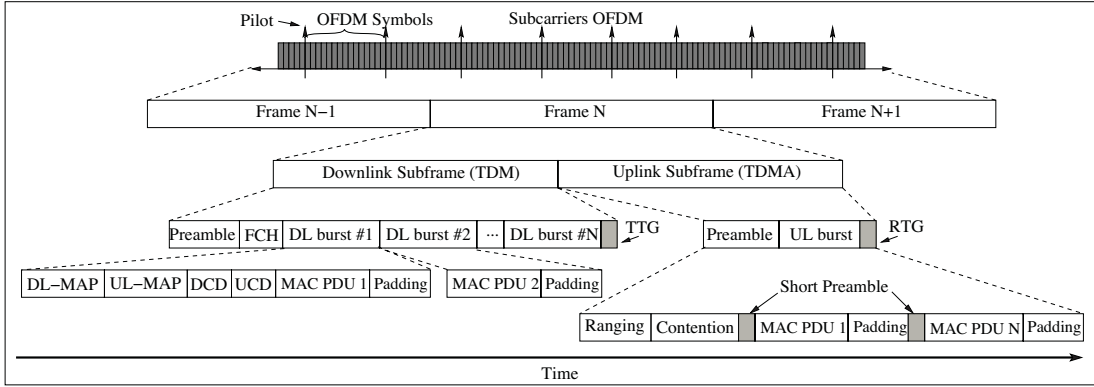 Pilot OFDM Symbols Subcarriers OFDM
Frame N−1 Frame N Frame N+1
Downlink Subframe (TDM) Uplink Subframe (TDMA)
Preamble FCH DL burst #1 DL burst #2 ... DL burst #N TTG Preamble UL burst RTG
DL−MAP UL−MAP DCD UCD MAC PDU 1 Padding MAC PDU 2 Padding Short Preamble
Ranging Contention MAC PDU 1 Padding MAC PDU N Padding
Time